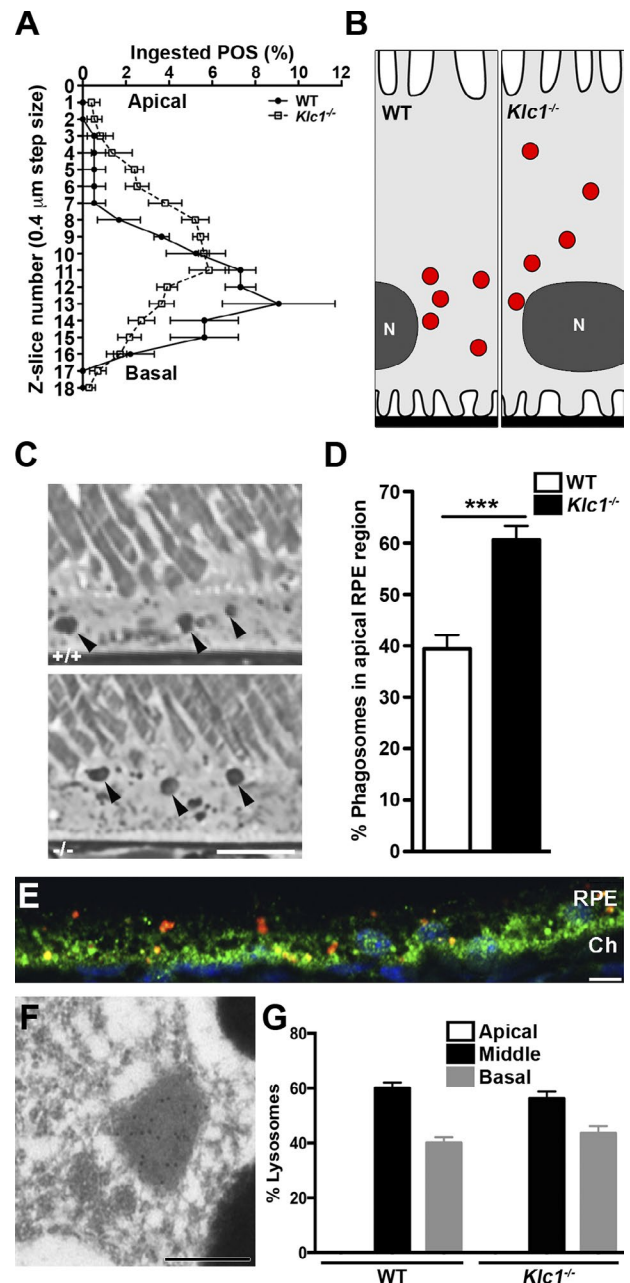 A
Ingested POS (%)
0 2 4 6 8 10 12
Apical
WT
Klc1-/-
Z-slice number (0.4 μm step size)
0
1
2
3
4
5
6
7
8
9
10
11
12
13
14
15
16
17
18
Basal
B
WT
Klc1-/-
N
N
C
+/+
-/-
D
WT
Klc1-/-
***
% Phagosomes in apical RPE region
70
60
50
40
30
20
10
0
E
RPE
Ch
F
G
Apical
Middle
Basal
% Lysosomes
80
60
40
20
0
WT
Klc1-/-